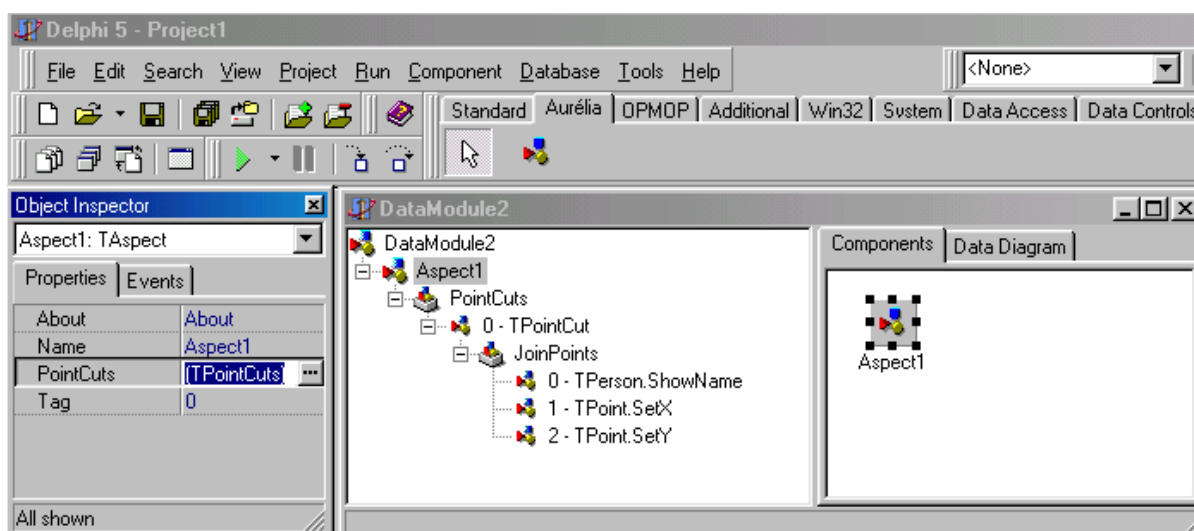 Delphi 5 - Project1
File Edit Search View Project Run Component Database Tools Help
<None>
Standard Aurélia OPMOP Additional Win32 System Data Access Data Controls
Object Inspector
Aspect1: TAspect
Properties Events
About About
Name Aspect1
PointCuts (TPointCuts) ...
Tag 0
All shown
DataModule2
DataModule2
Aspect1
PointCuts
0 - TPointCut
JoinPoints
0 - TPerson.ShowName
1 - TPoint.SetX
2 - TPoint.SetY
Components Data Diagram
Aspect1